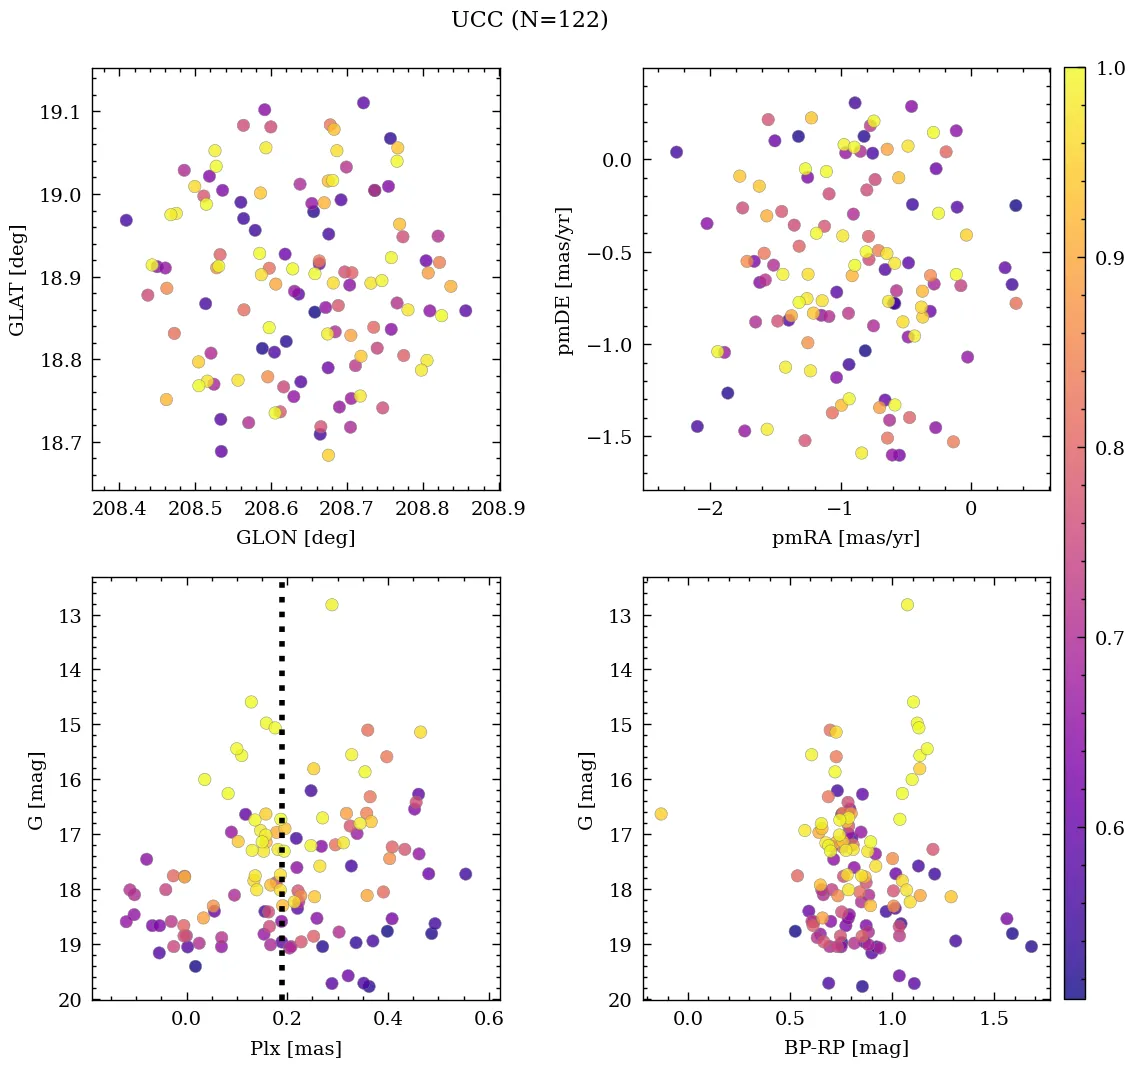 UCC (N=122)
19.1
19.0
18.9
18.8
18.7
GLAT [deg]
208.4 208.5 208.6 208.7 208.8 208.9
GLON [deg]
0.0
−0.5
−1.0
−1.5
pmDE [mas/yr]
−2 −1 0
pmRA [mas/yr]
1.0
0.9
0.8
0.7
0.6
13
14
15
16
17
18
19
20
G [mag]
0.0 0.2 0.4 0.6
Plx [mas]
13
14
15
16
17
18
19
20
G [mag]
0.0 0.5 1.0 1.5
BP-RP [mag]